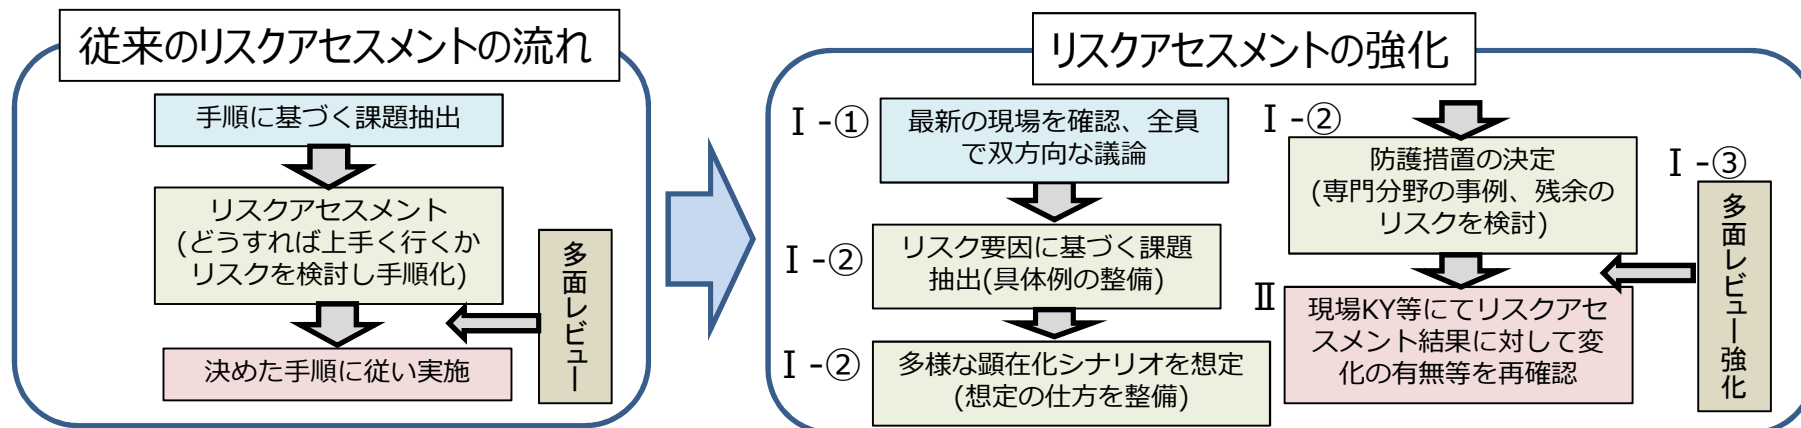 従来のリスクアセスメントの流れ
手順に基づく課題抽出
リスクアセスメント
(どうすれば上手く行くか
リスクを検討し手順化)
多面レビュー
決めた手順に従い実施
リスクアセスメントの強化
Ⅰ-①
最新の現場を確認、全員
で双方向な議論
Ⅰ-②
リスク要因に基づく課題
抽出(具体例の整備)
Ⅰ-②
多様な顕在化シナリオを想定
(想定の仕方を整備)
Ⅰ-②
防護措置の決定
(専門分野の事例、残余の
リスクを検討)
Ⅰ-③
多面レビュー強化
Ⅱ
現場KY等にてリスクアセ
スメント結果に対して変
化の有無等を再確認